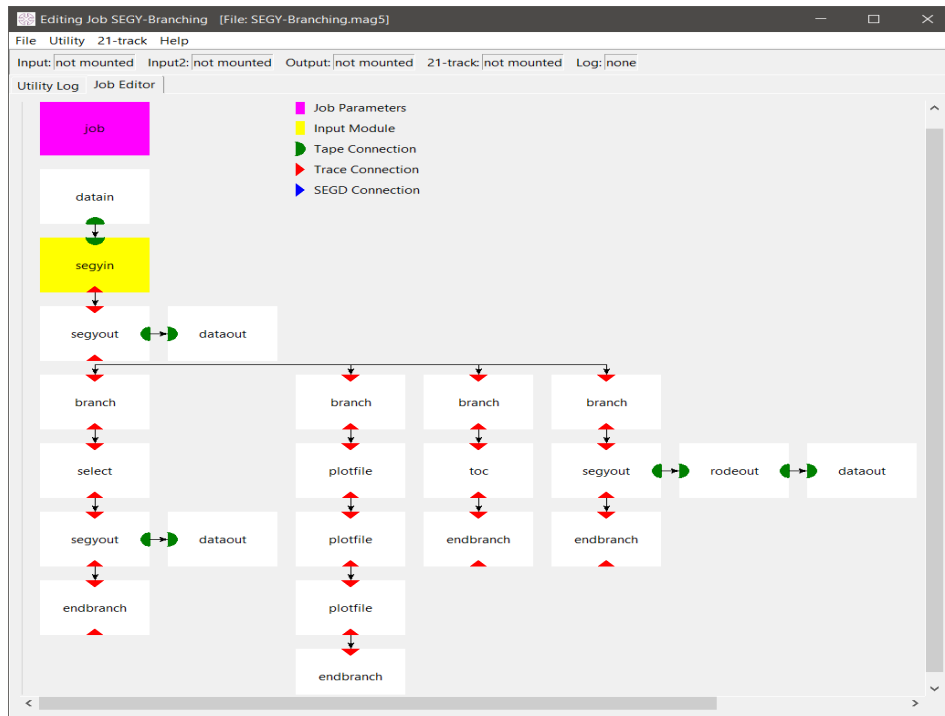 Editing Job SEGY-Branching [File: SEGY-Branching.mag5]
File Utility 21-track Help
Input: not mounted Input2: not mounted Output: not mounted 21-track: not mounted Log: none
Utility Log Job Editor
job
Job Parameters
Input Module
Tape Connection
Trace Connection
SEGD Connection
datain
segyin
segyout dataout
branch branch branch branch
select plotfile toc segyout rodeout dataout
segyout dataout plotfile endbranch endbranch
endbranch plotfile
endbranch